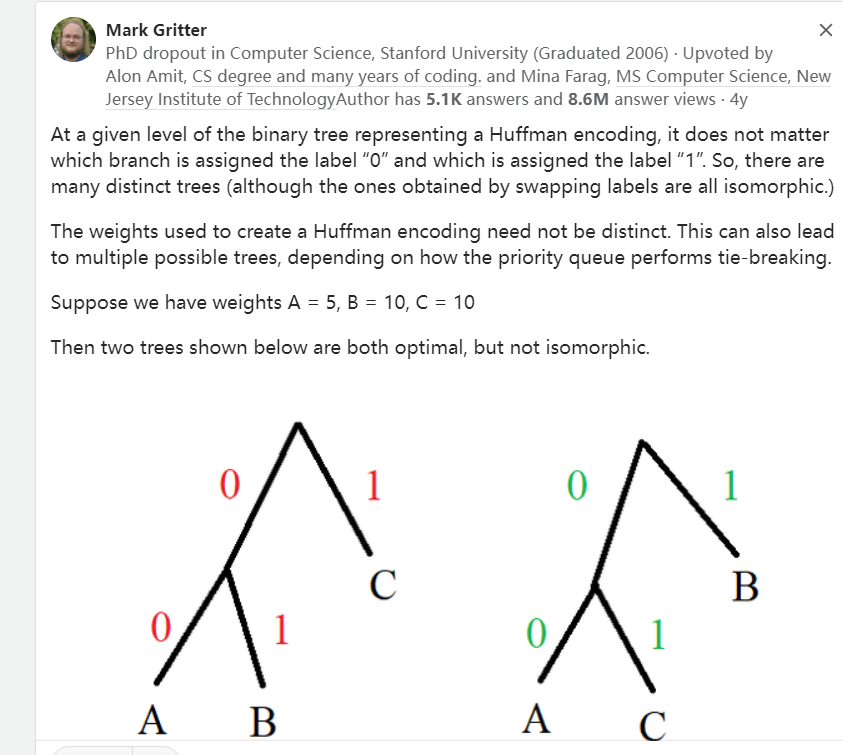 Mark Gritter
PhD dropout in Computer Science, Stanford University (Graduated 2006) · Upvoted by
Alon Amit, CS degree and many years of coding. and Mina Farag, MS Computer Science, New
Jersey Institute of TechnologyAuthor has 5.1K answers and 8.6M answer views · 4y
At a given level of the binary tree representing a Huffman encoding, it does not matter
which branch is assigned the label “0” and which is assigned the label “1”. So, there are
many distinct trees (although the ones obtained by swapping labels are all isomorphic.)
The weights used to create a Huffman encoding need not be distinct. This can also lead
to multiple possible trees, depending on how the priority queue performs tie-breaking.
Suppose we have weights A = 5, B = 10, C = 10
Then two trees shown below are both optimal, but not isomorphic.
0 1
C
0 1
A B
0 1
B
0 1
A C